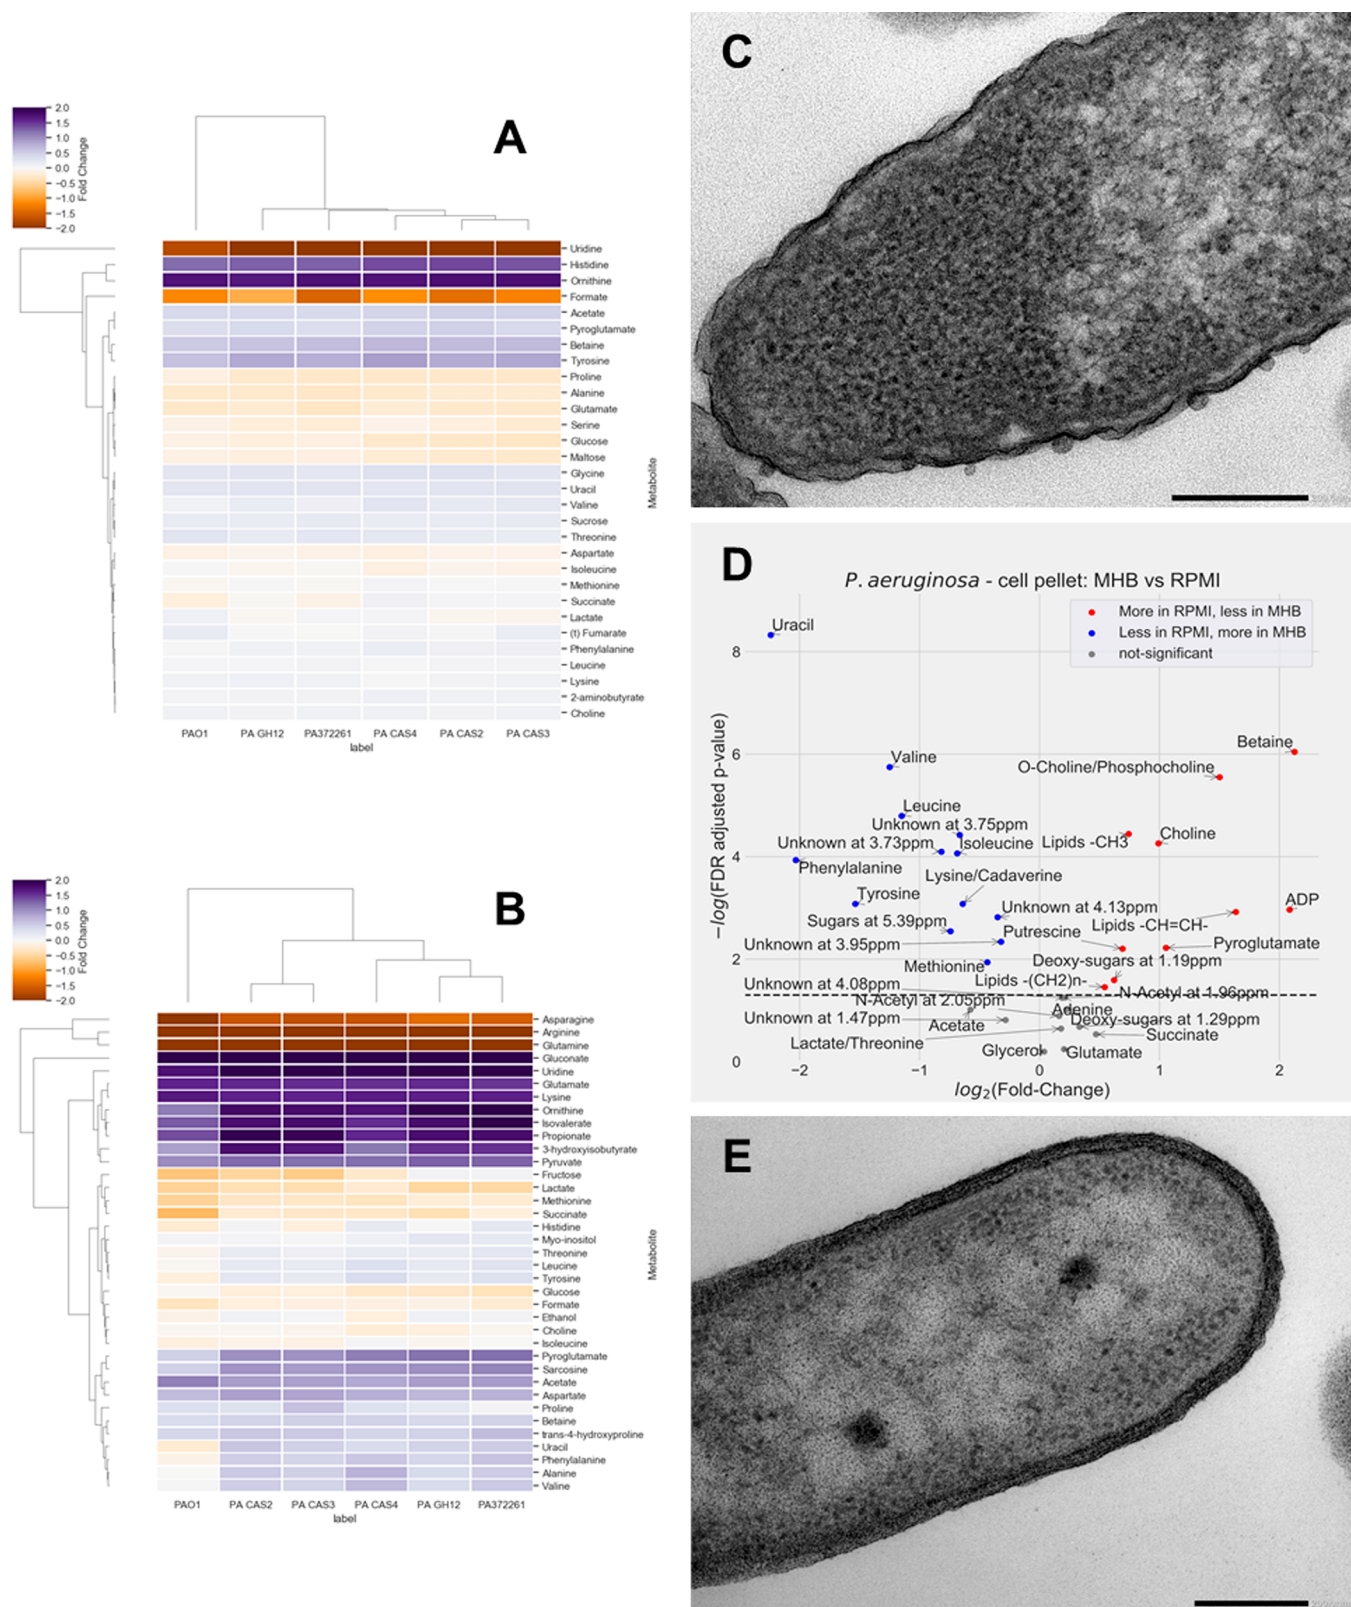 A
2.0
1.5
1.0
0.5
0.0
−0.5
−1.0
−1.5
−2.0
Fold Change
Uridine
Histidine
Ornithine
Formate
Acetate
Pyroglutamate
Betaine
Tyrosine
Proline
Alanine
Glutamate
Serine
Glucose
Maltose
Glycine
Uracil
Valine
Sucrose
Threonine
Aspartate
Isoleucine
Methionine
Succinate
Lactate
(t) Fumarate
Phenylalanine
Leucine
Lysine
2-aminobutyrate
Choline
Metabolite
PAO1 PA GH12 PA372261 PA CAS4 PA CAS2 PA CAS3
label
B
2.0
1.5
1.0
0.5
0.0
−0.5
−1.0
−1.5
−2.0
Fold Change
Asparagine
Arginine
Glutamine
Gluconate
Uridine
Glutamate
Lysine
Ornithine
Isovalerate
Propionate
3-hydroxyisobutyrate
Pyruvate
Fructose
Lactate
Methionine
Succinate
Histidine
Myo-inositol
Threonine
Leucine
Tyrosine
Glucose
Formate
Ethanol
Choline
Isoleucine
Pyroglutamate
Sarcosine
Acetate
Aspartate
Proline
Betaine
trans-4-hydroxyproline
Uracil
Phenylalanine
Alanine
Valine
Metabolite
PAO1 PA CAS2 PA CAS3 PA CAS4 PA GH12 PA372261
label
C
D
P. aeruginosa - cell pellet: MHB vs RPMI
More in RPMI, less in MHB
Less in RPMI, more in MHB
not-significant
Uracil
Betaine
Valine
O-Choline/Phosphocholine
Leucine
Unknown at 3.75ppm
Unknown at 3.73ppm
Isoleucine
Lipids -CH3
Choline
Phenylalanine
Lysine/Cadaverine
Tyrosine
Unknown at 4.13ppm
ADP
Sugars at 5.39ppm
Lipids -CH=CH-
Putrescine
Unknown at 3.95ppm
Pyroglutamate
Methionine
Deoxy-sugars at 1.19ppm
Lipids -(CH2)n-
Unknown at 4.08ppm
N-Acetyl at 1.96ppm
N-Acetyl at 2.05ppm
Adenine
Unknown at 1.47ppm
Deoxy-sugars at 1.29ppm
Acetate
Succinate
Lactate/Threonine
Glycerol
Glutamate
8
6
4
2
0
−log(FDR adjusted p-value)
−2 −1 0 1 2
log2(Fold-Change)
E